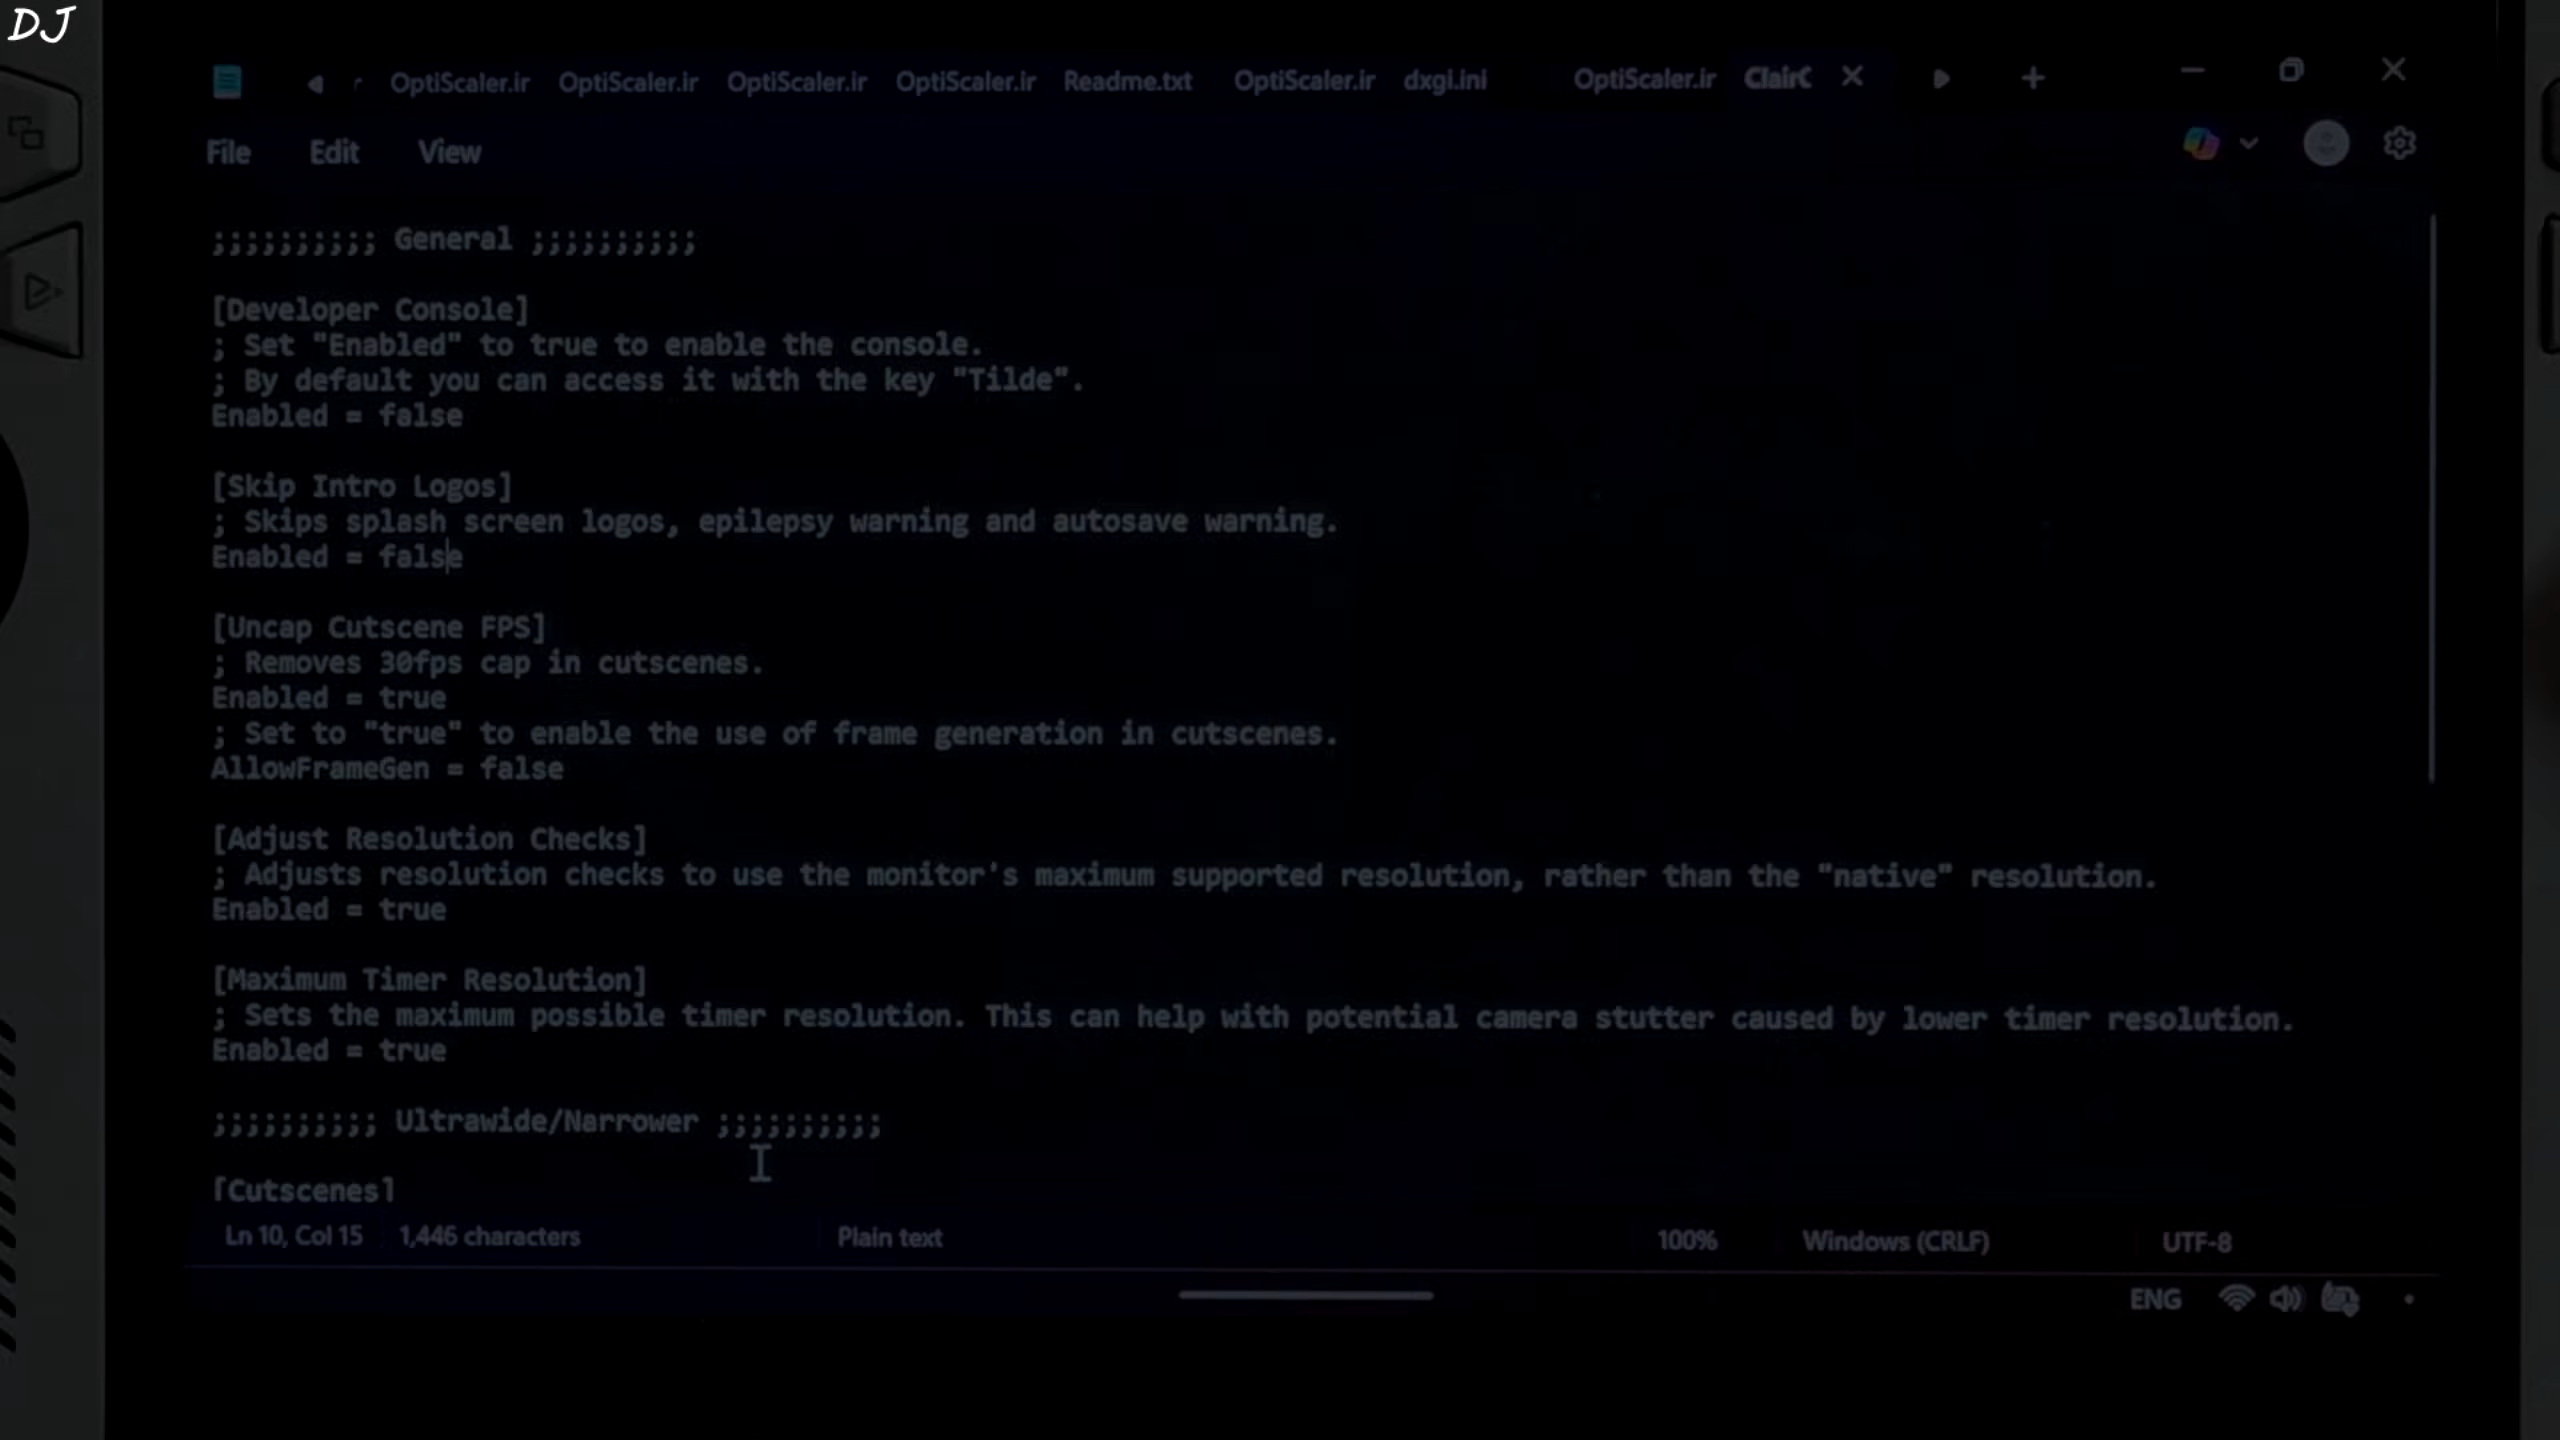 DJ
OptiScaler.ir OptiScaler.ir OptiScaler.ir OptiScaler.ir Readme.txt OptiScaler.ir dxgi.ini OptiScaler.ir ClairO
File Edit View
;;;;;;;;;; General ;;;;;;;;;;
[Developer Console]
; Set "Enabled" to true to enable the console.
; By default you can access it with the key "Tilde".
Enabled = false
[Skip Intro Logos]
; Skips splash screen logos, epilepsy warning and autosave warning.
Enabled = false
[Uncap Cutscene FPS]
; Removes 30fps cap in cutscenes.
Enabled = true
; Set to "true" to enable the use of frame generation in cutscenes.
AllowFrameGen = false
[Adjust Resolution Checks]
; Adjusts resolution checks to use the monitor's maximum supported resolution, rather than the "native" resolution.
Enabled = true
[Maximum Timer Resolution]
; Sets the maximum possible timer resolution. This can help with potential camera stutter caused by lower timer resolution.
Enabled = true
;;;;;;;;;; Ultrawide/Narrower ;;;;;;;;;;
[Cutscenes]
Ln 10, Col 15 1,446 characters Plain text 100% Windows (CRLF) UTF-8
ENG